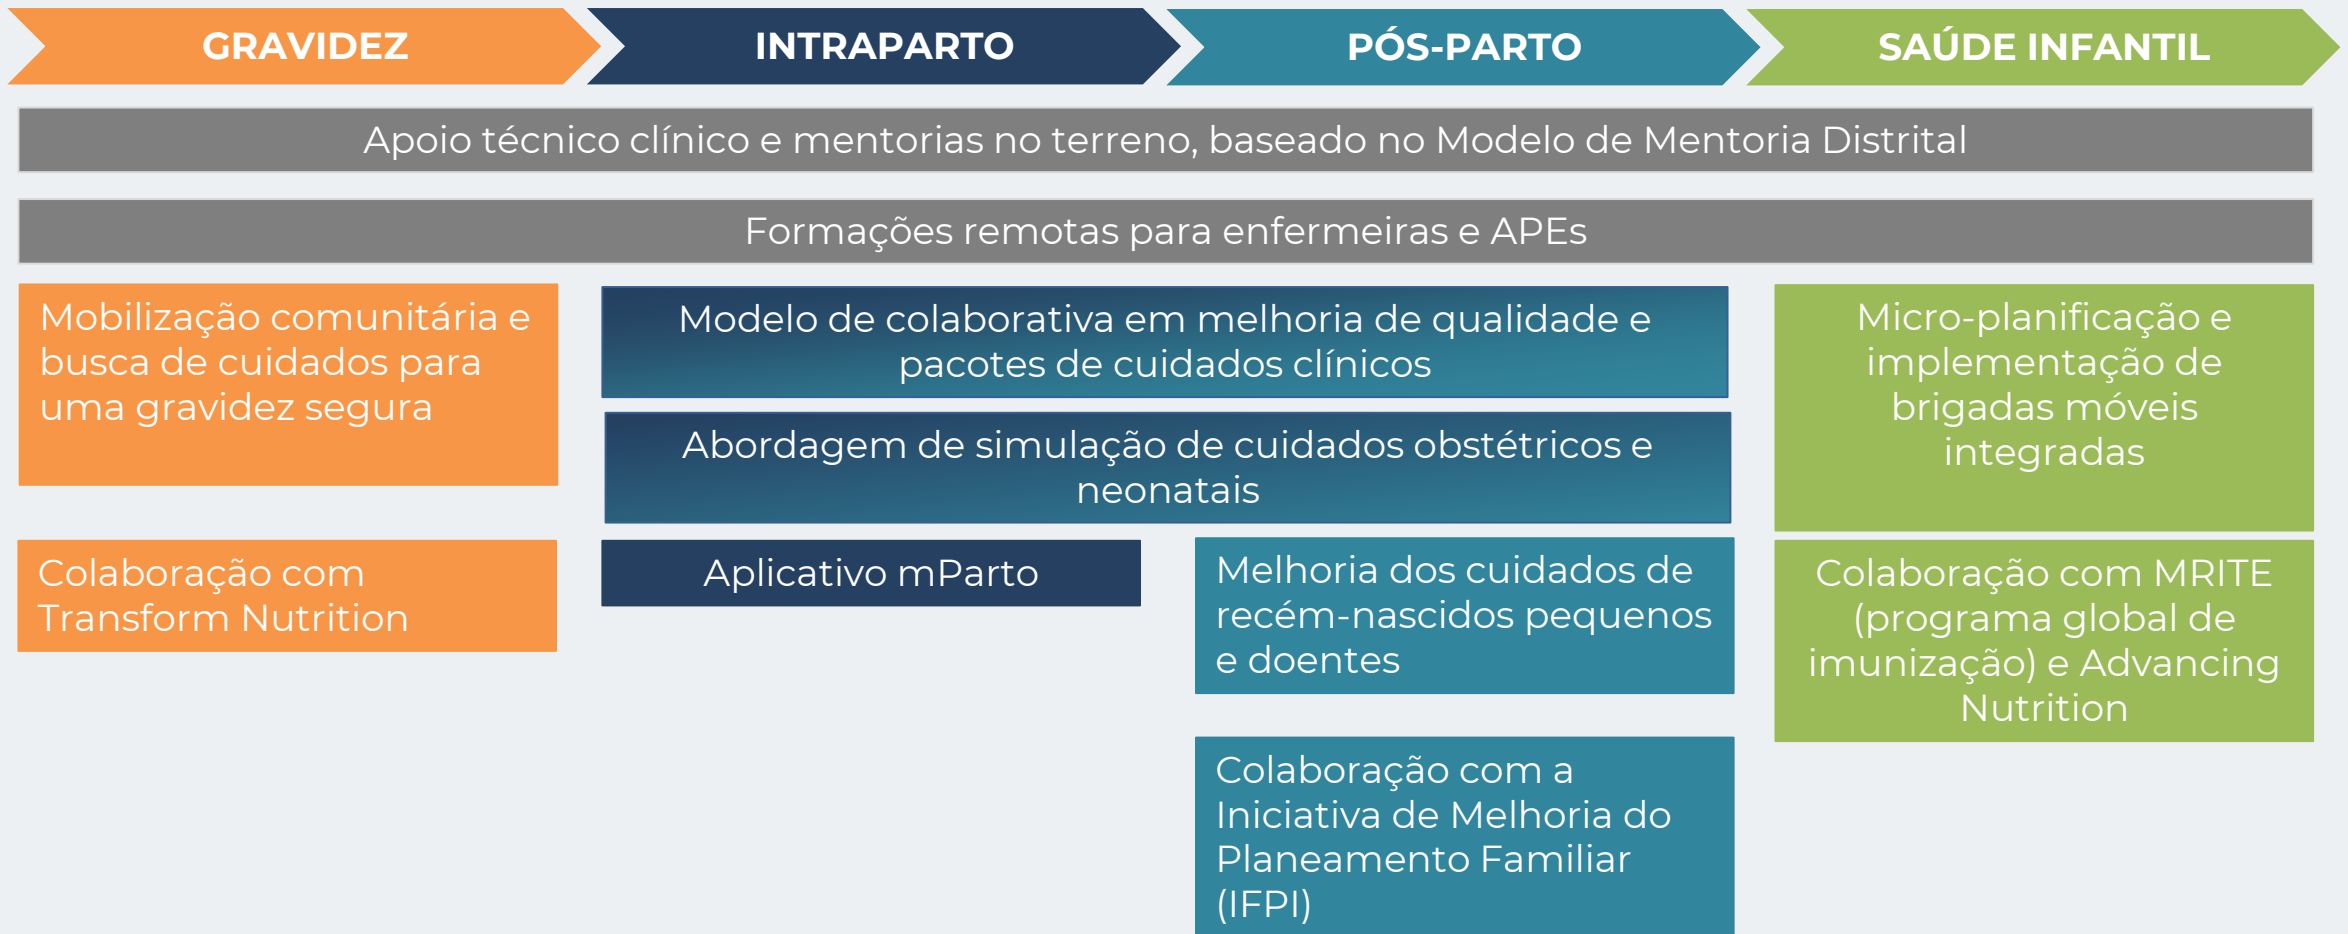 GRAVIDEZ
INTRAPARTO
PÓS-PARTO
SAÚDE INFANTIL
Apoio técnico clínico e mentorias no terreno, baseado no Modelo de Mentoria Distrital
Formações remotas para enfermeiras e APEs
Mobilização comunitária e
busca de cuidados para
uma gravidez segura
Colaboração com
Transform Nutrition
Modelo de colaborativa em melhoria de qualidade e
pacotes de cuidados clínicos
Abordagem de simulação de cuidados obstétricos e
neonatais
Aplicativo mParto
Melhoria dos cuidados de
recém-nascidos pequenos
e doentes
Colaboração com a
Iniciativa de Melhoria do
Planeamento Familiar
(IFPI)
Micro-planificação e
implementação de
brigadas móveis
integradas
Colaboração com MRITE
(programa global de
imunização) e Advancing
Nutrition